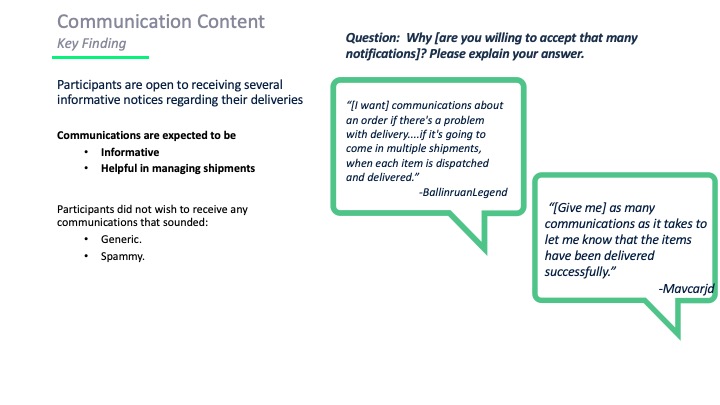 Communication Content
Key Finding
Participants are open to receiving several
informative notices regarding their deliveries
Communications are expected to be
• Informative
• Helpful in managing shipments
Participants did not wish to receive any
communications that sounded:
• Generic.
• Spammy.
Question:  Why [are you willing to accept that many
notifications]? Please explain your answer.
“[I want] communications about
an order if there's a problem
with delivery....if it's going to
come in multiple shipments,
when each item is dispatched
and delivered.”
-BallinruanLegend
“[Give me] as many
communications as it takes to
let me know that the items
have been delivered
successfully.”
-Mavcarjd